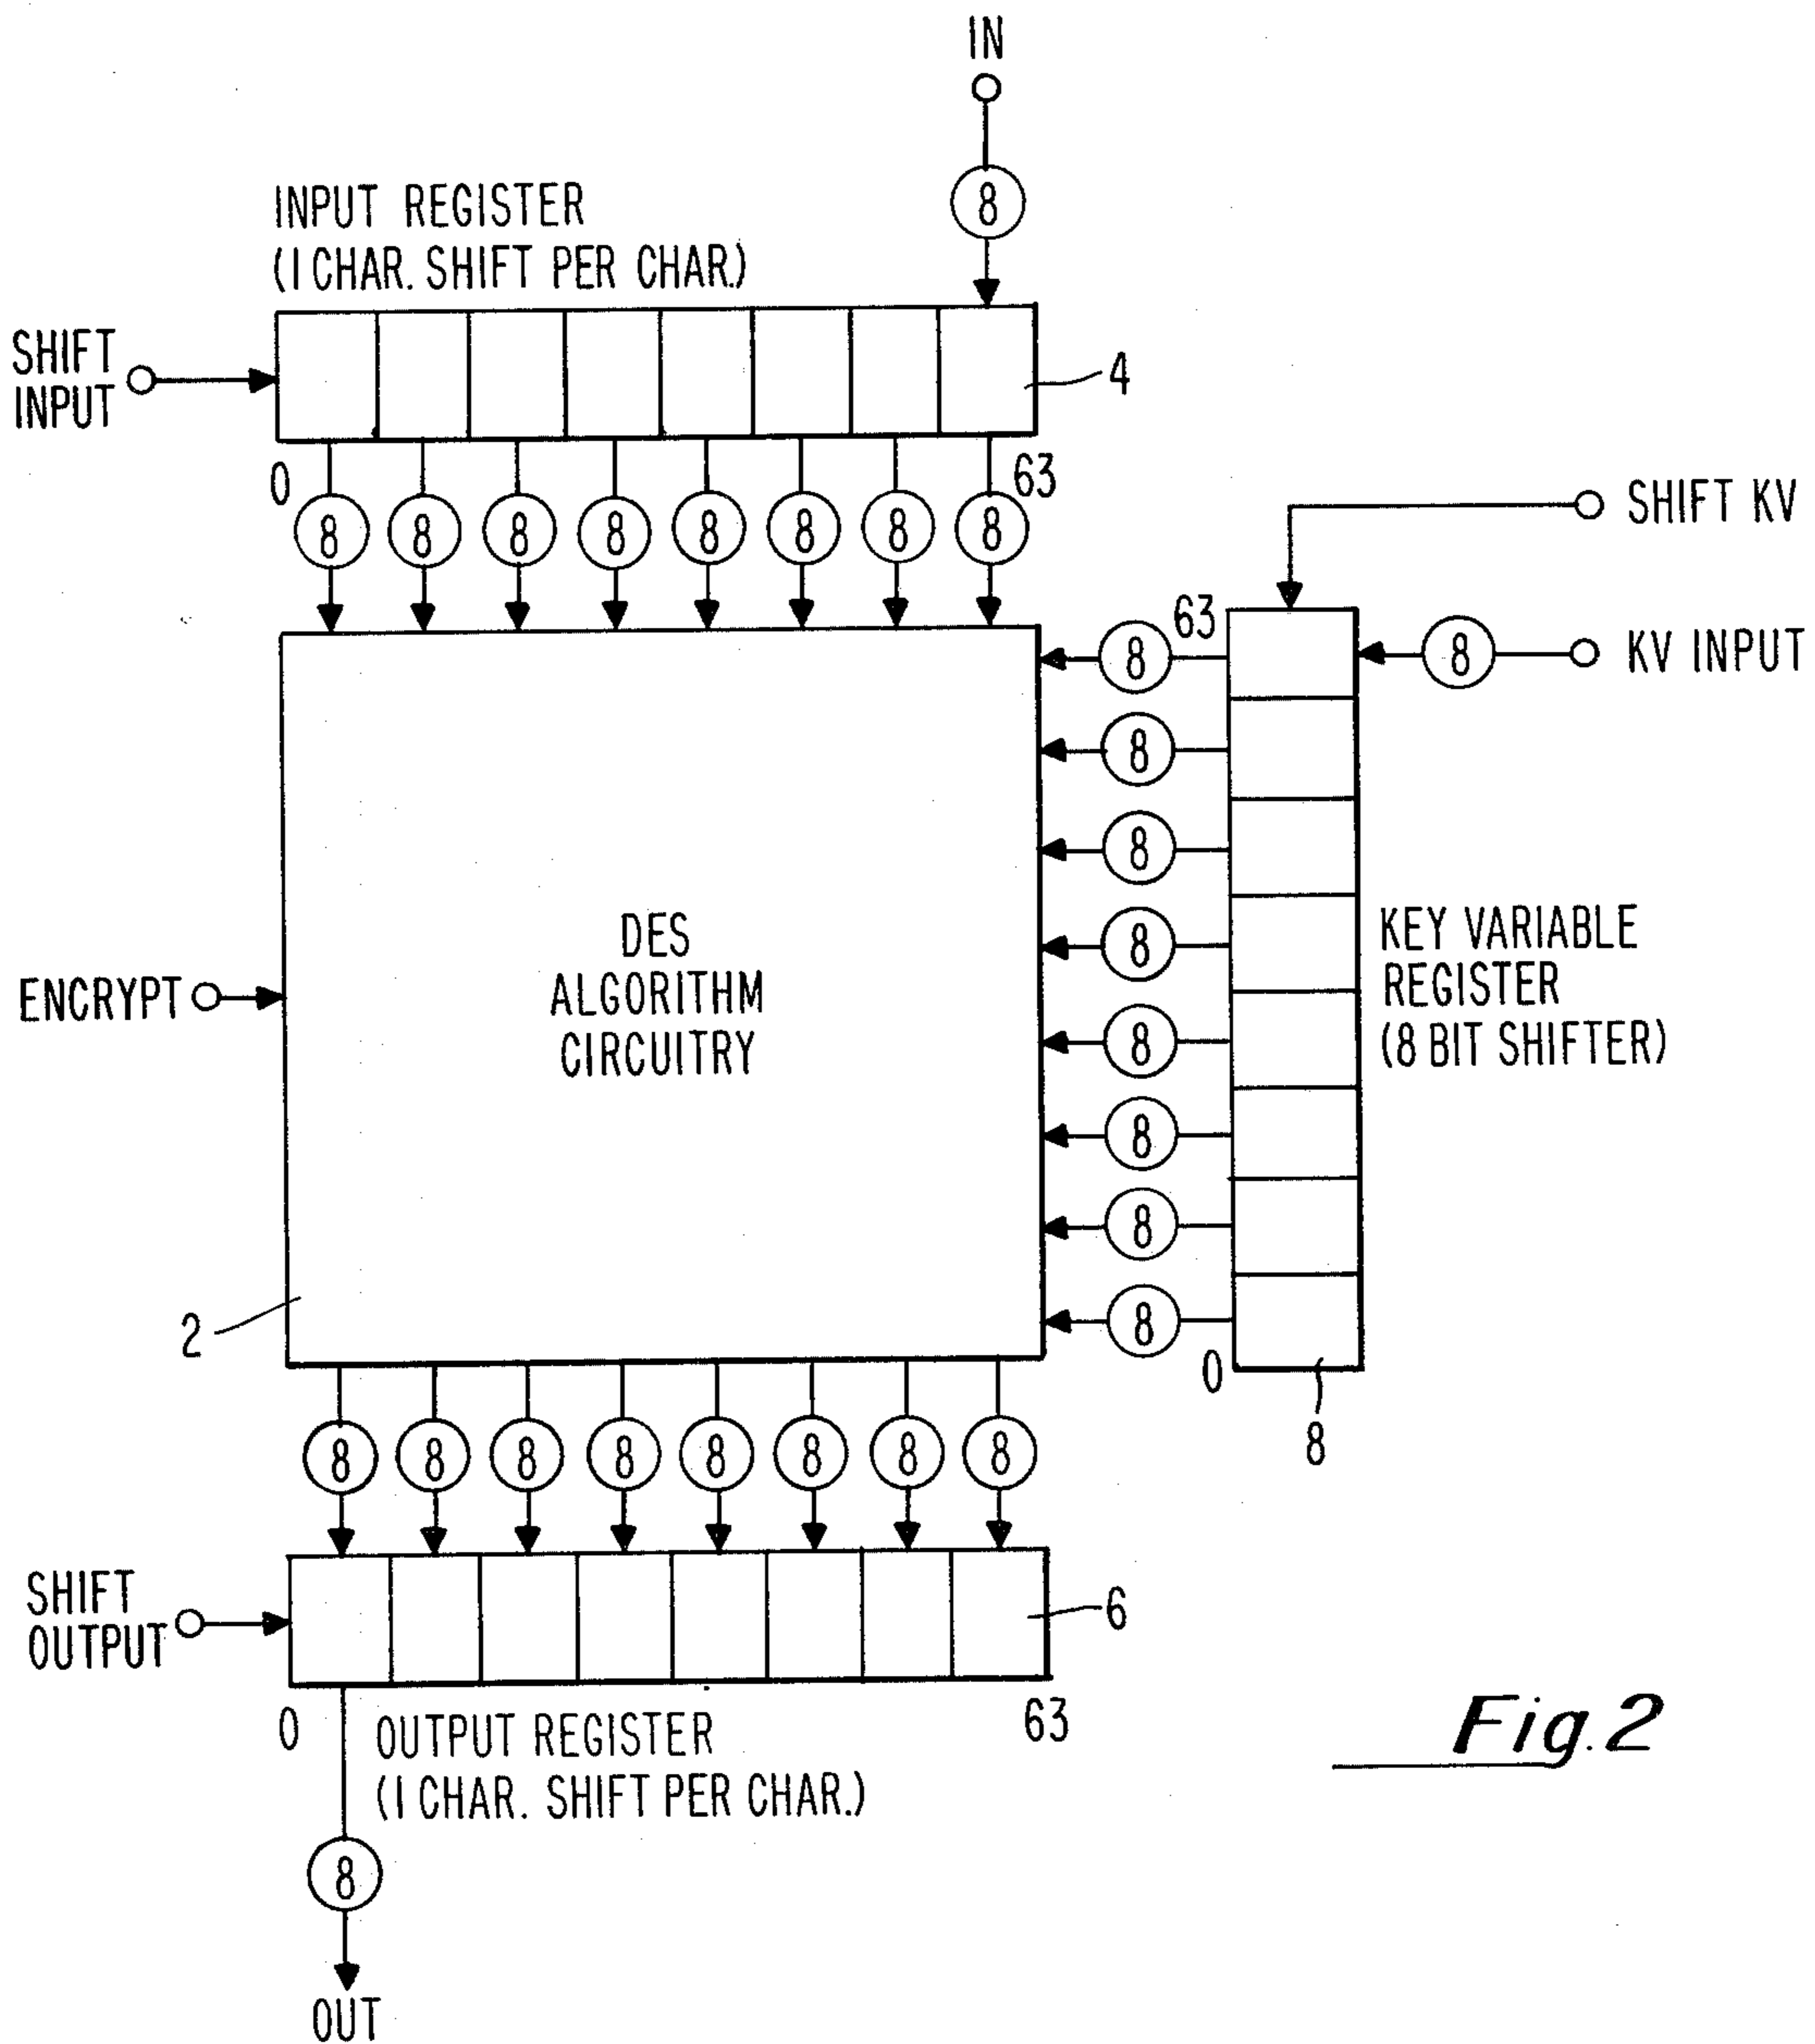 IN
8
INPUT REGISTER
(1 CHAR. SHIFT PER CHAR.)
SHIFT
INPUT
4
0
63
8 8 8 8 8 8 8 8
SHIFT KV
63
8
8
KV INPUT
8
8
8
8
8
8
8
DES
ALGORITHM
CIRCUITRY
ENCRYPT
KEY VARIABLE
REGISTER
(8 BIT SHIFTER)
2
0
8
8 8 8 8 8 8 8 8
SHIFT
OUTPUT
6
0
63
OUTPUT REGISTER
(1 CHAR. SHIFT PER CHAR.)
8
OUT
Fig. 2